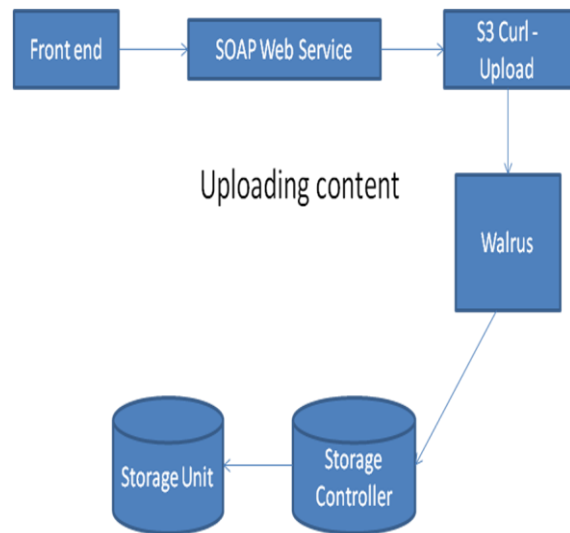 Front end
SOAP Web Service
S3 Curl -
Upload
Uploading content
Walrus
Storage Unit
Storage
Controller